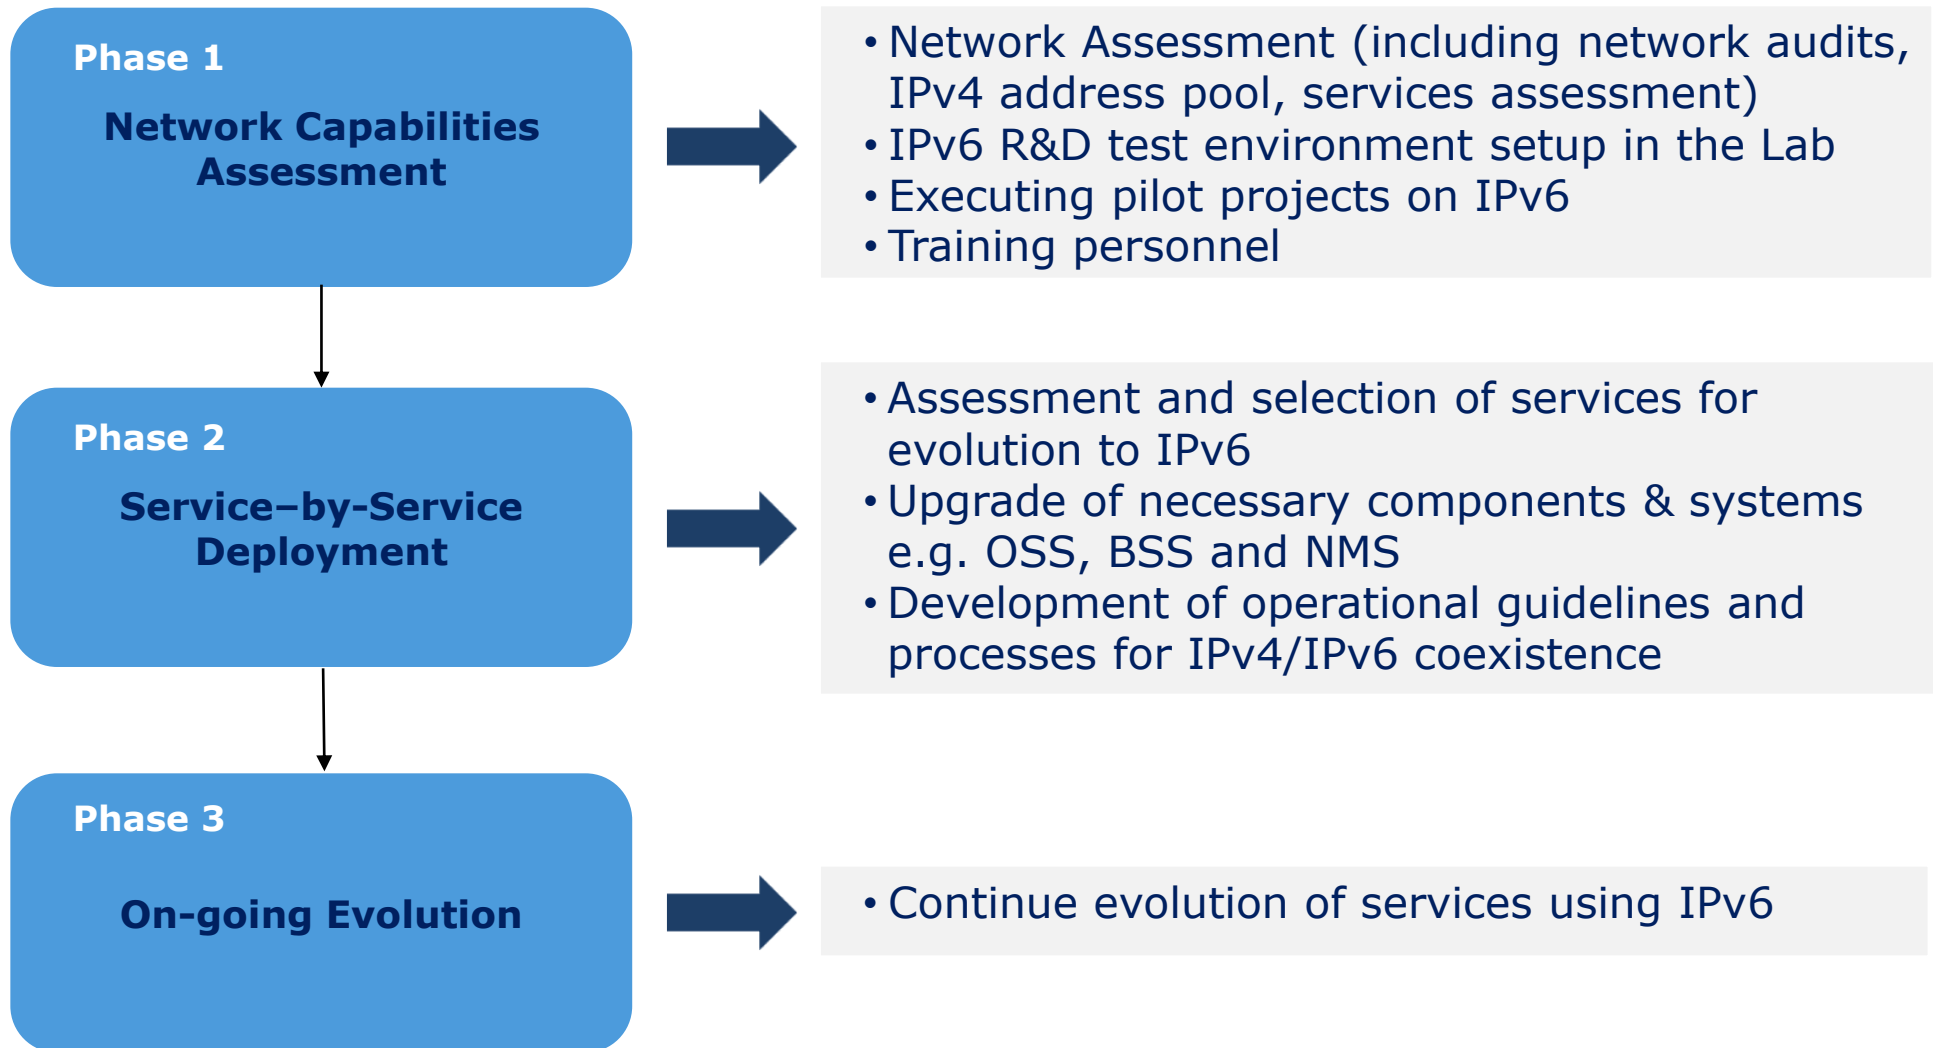 Phase 1
Network Capabilities
Assessment
• Network Assessment (including network audits,
IPv4 address pool, services assessment)
• IPv6 R&D test environment setup in the Lab
• Executing pilot projects on IPv6
• Training personnel
Phase 2
Service–by-Service
Deployment
• Assessment and selection of services for
evolution to IPv6
• Upgrade of necessary components & systems
e.g. OSS, BSS and NMS
• Development of operational guidelines and
processes for IPv4/IPv6 coexistence
Phase 3
On-going Evolution
• Continue evolution of services using IPv6